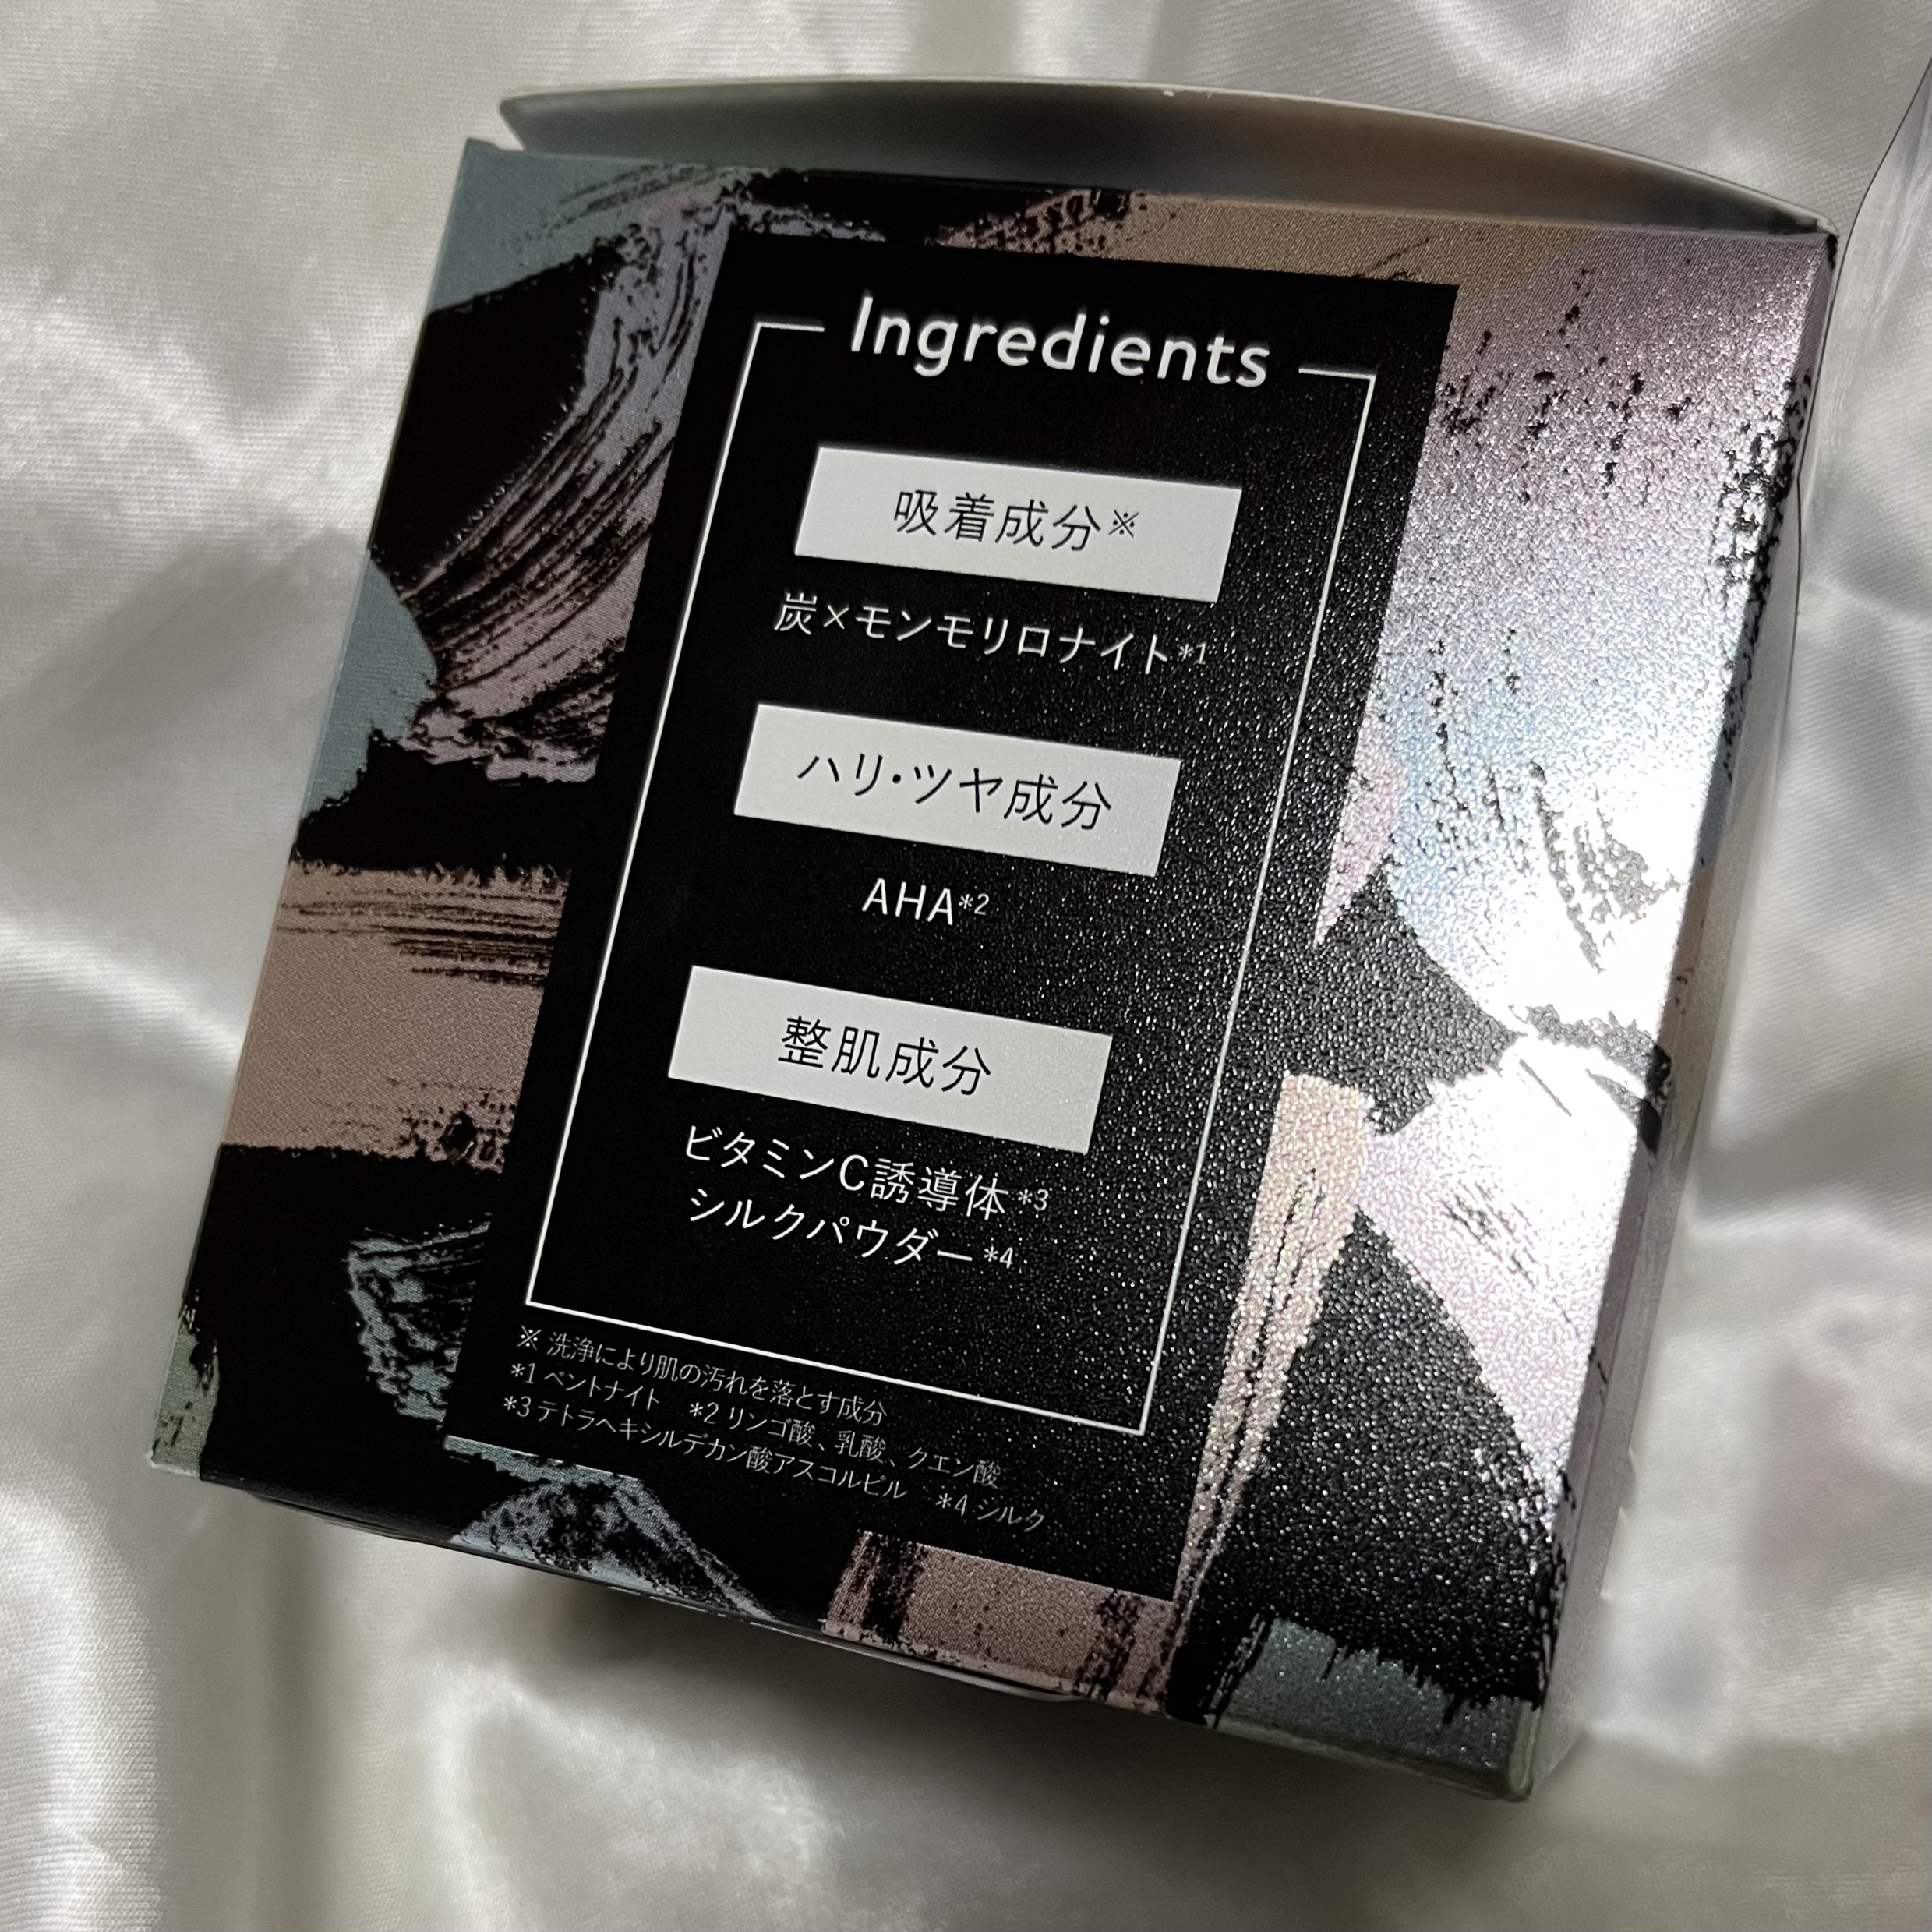 Ingredients
吸着成分※
炭×モンモリロナイト*1
ハリ・ツヤ成分
AHA*2
整肌成分
ビタミンC誘導体*3
シルクパウダー*4
※ 洗浄により肌の汚れを落とす成分
*1 ベントナイト *2 リンゴ酸、乳酸、クエン酸
*3 テトラヘキシルデカン酸アスコルビル *4 シルク